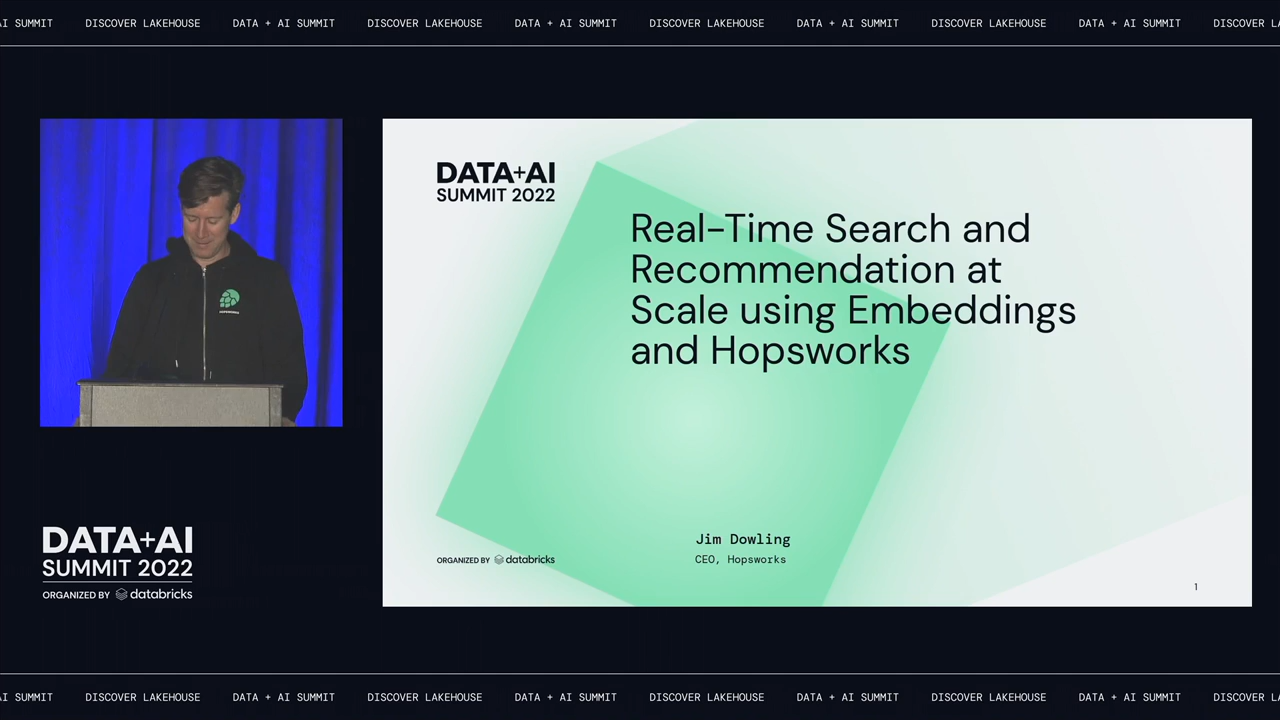 AI SUMMIT DISCOVER LAKEHOUSE DATA + AI SUMMIT DISCOVER LAKEHOUSE DATA + AI SUMMIT DISCOVER LAKEHOUSE DATA + AI SUMMIT DISCOVER LAKEHOUSE DATA + AI SUMMIT DISCOVER LA
DATA+AI
SUMMIT 2022
Real-Time Search and
Recommendation at
Scale using Embeddings
and Hopsworks
HOPSWORKS
Jim Dowling
CEO, Hopsworks
ORGANIZED BY databricks
1
DATA+AI
SUMMIT 2022
ORGANIZED BY databricks
AI SUMMIT DISCOVER LAKEHOUSE DATA + AI SUMMIT DISCOVER LAKEHOUSE DATA + AI SUMMIT DISCOVER LAKEHOUSE DATA + AI SUMMIT DISCOVER LAKEHOUSE DATA + AI SUMMIT DISCOVER LA